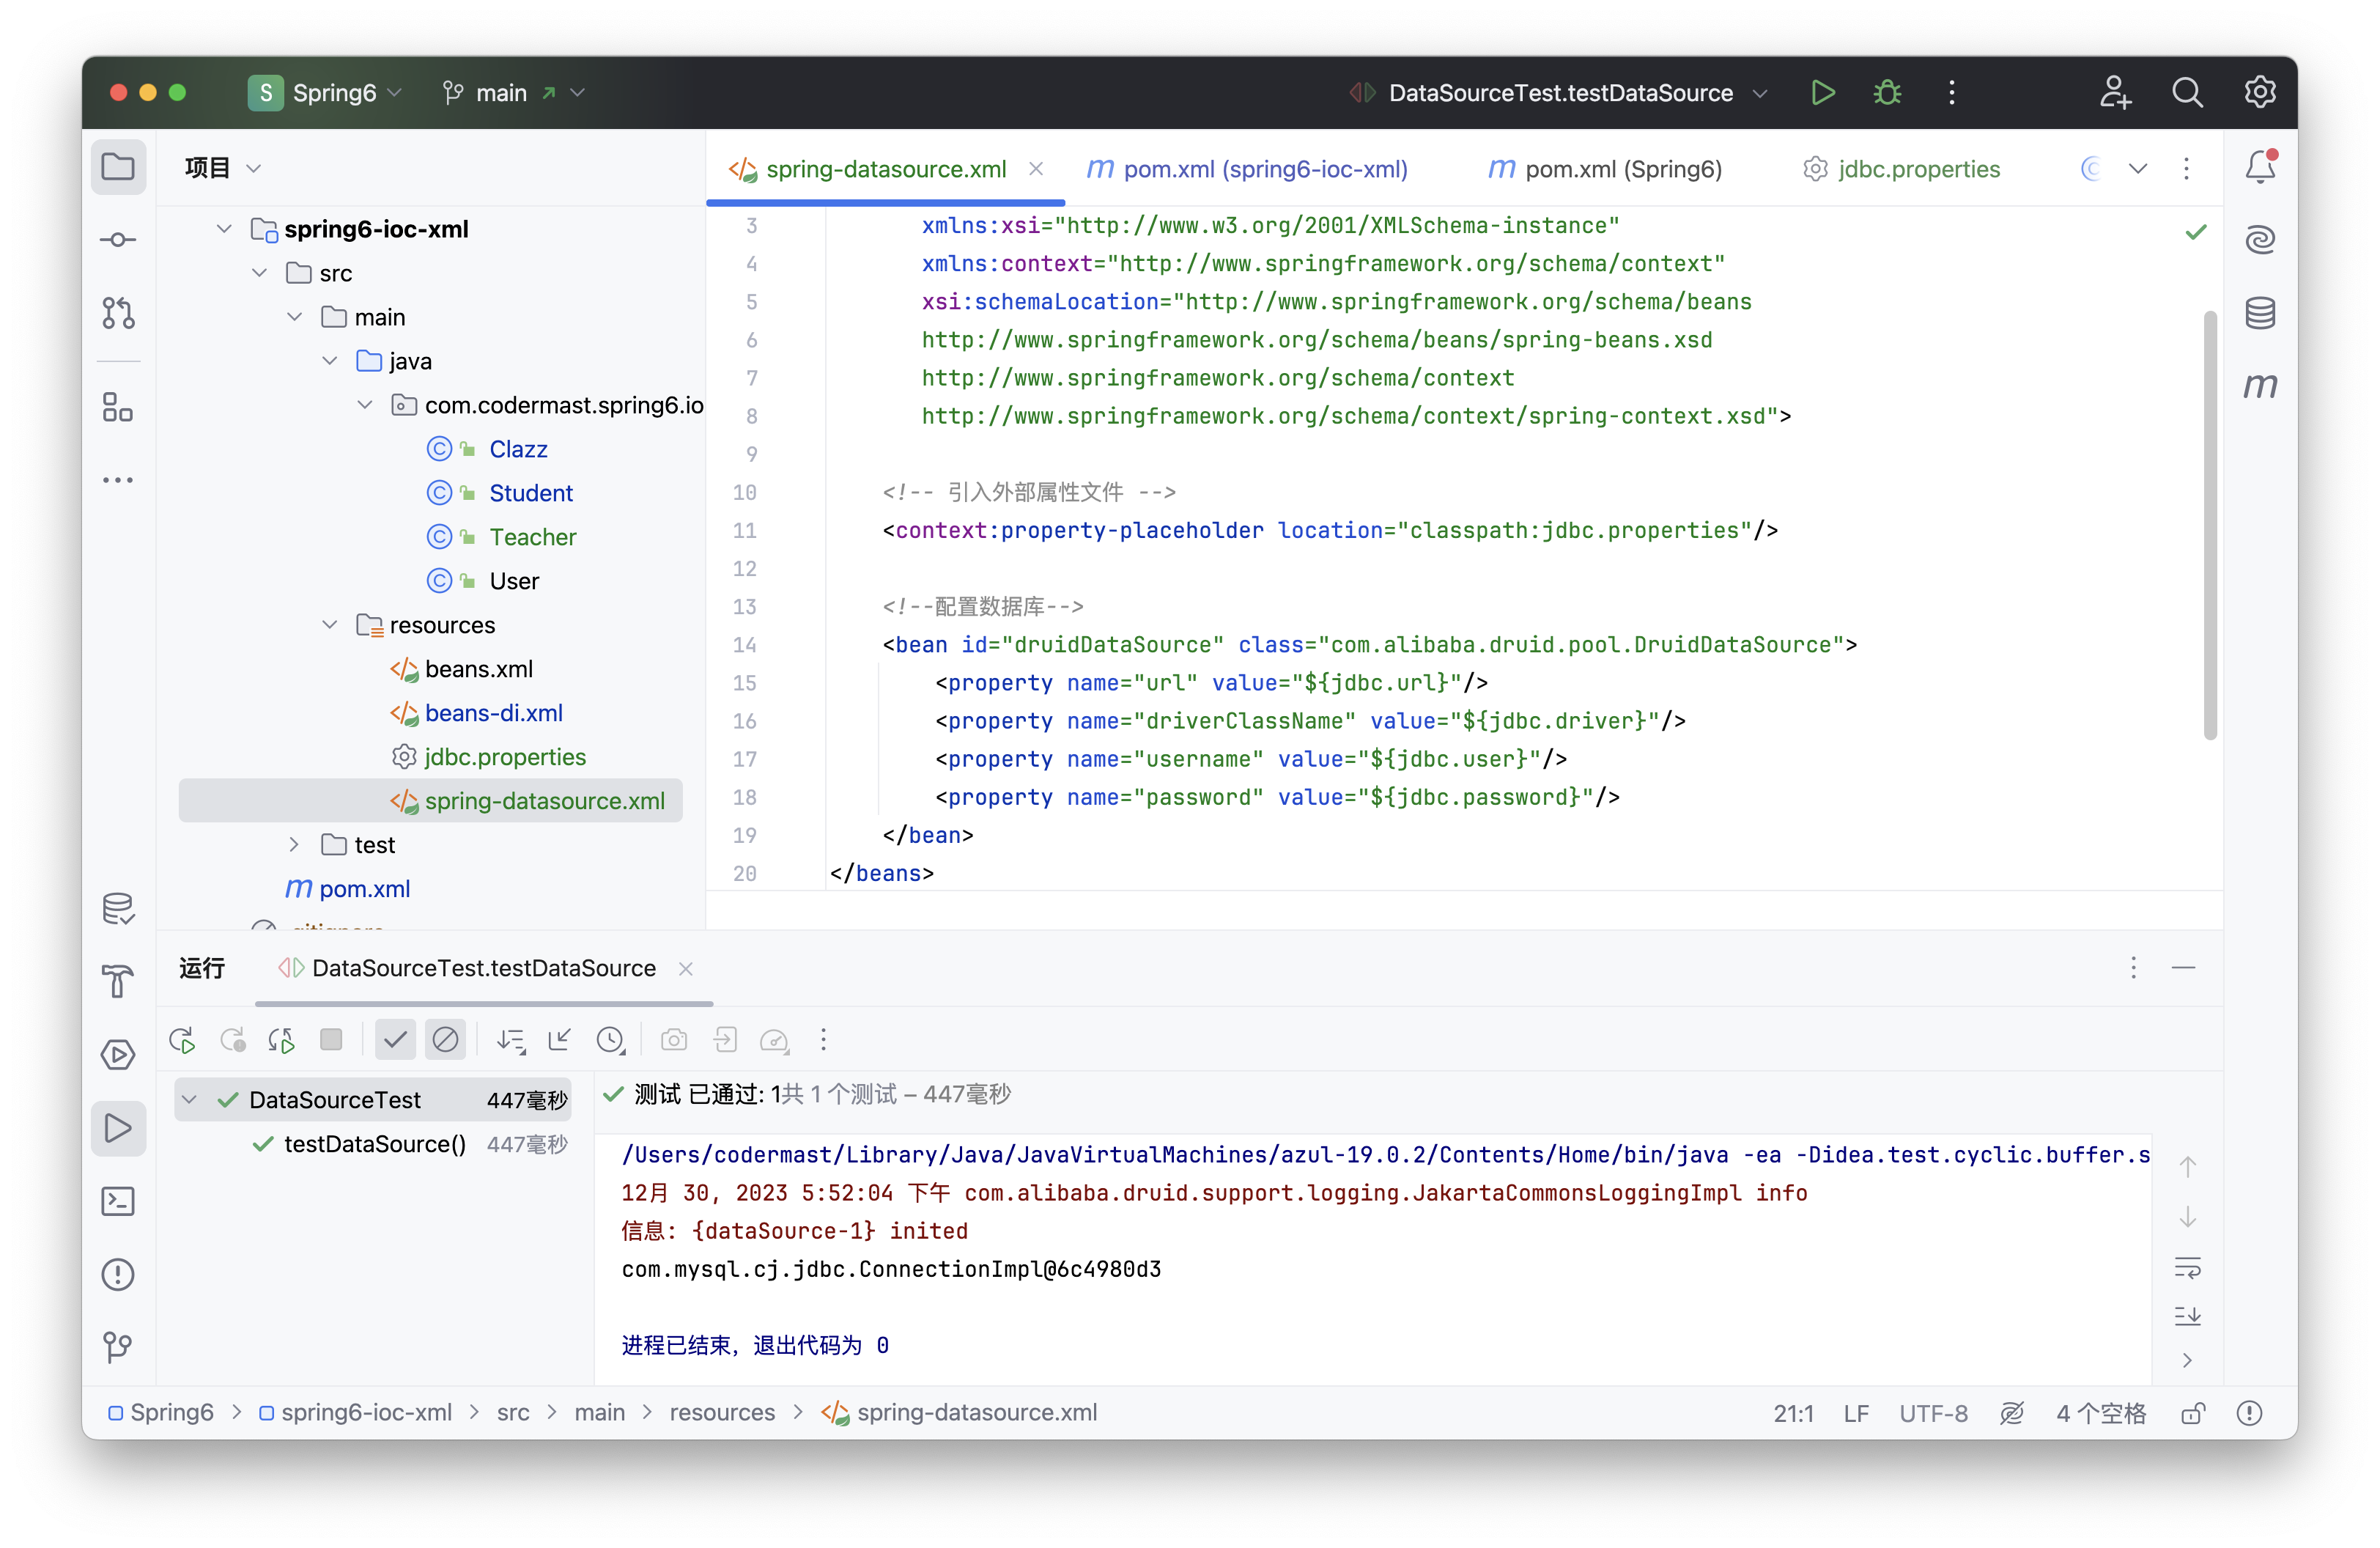 S Spring6 main DataSourceTest.testDataSource
项目
spring-datasource.xml pom.xml (spring6-ioc-xml) pom.xml (Spring6) jdbc.properties
spring6-ioc-xml
src
main
java
com.codermast.spring6.io
Clazz
Student
Teacher
User
resources
beans.xml
beans-di.xml
jdbc.properties
spring-datasource.xml
test
pom.xml
.gitignore
3 xmlns:xsi="http://www.w3.org/2001/XMLSchema-instance"
4 xmlns:context="http://www.springframework.org/schema/context"
5 xsi:schemaLocation="http://www.springframework.org/schema/beans
6 http://www.springframework.org/schema/beans/spring-beans.xsd
7 http://www.springframework.org/schema/context
8 http://www.springframework.org/schema/context/spring-context.xsd">
9
10 <!-- 引入外部属性文件 -->
11 <context:property-placeholder location="classpath:jdbc.properties"/>
12
13 <!--配置数据库-->
14 <bean id="druidDataSource" class="com.alibaba.druid.pool.DruidDataSource">
15 <property name="url" value="${jdbc.url}"/>
16 <property name="driverClassName" value="${jdbc.driver}"/>
17 <property name="username" value="${jdbc.user}"/>
18 <property name="password" value="${jdbc.password}"/>
19 </bean>
20 </beans>
运行 DataSourceTest.testDataSource
DataSourceTest 447毫秒
testDataSource() 447毫秒
测试 已通过: 1共 1 个测试 – 447毫秒
/Users/codermast/Library/Java/JavaVirtualMachines/azul-19.0.2/Contents/Home/bin/java -ea -Didea.test.cyclic.buffer.s
12月 30, 2023 5:52:04 下午 com.alibaba.druid.support.logging.JakartaCommonsLoggingImpl info
信息: {dataSource-1} inited
com.mysql.cj.jdbc.ConnectionImpl@6c4980d3
进程已结束，退出代码为 0
Spring6 > spring6-ioc-xml > src > main > resources > spring-datasource.xml 21:1 LF UTF-8 4 个空格